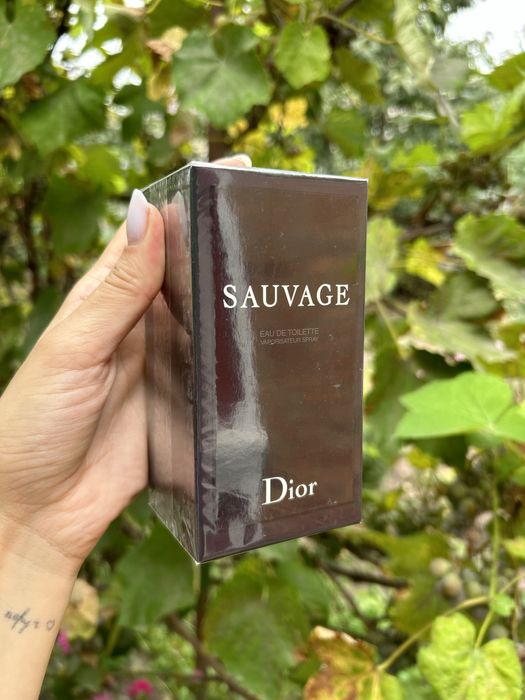 SAUVAGE
EAU DE TOILETTE
VAPORISATEUR SPRAY
Dior